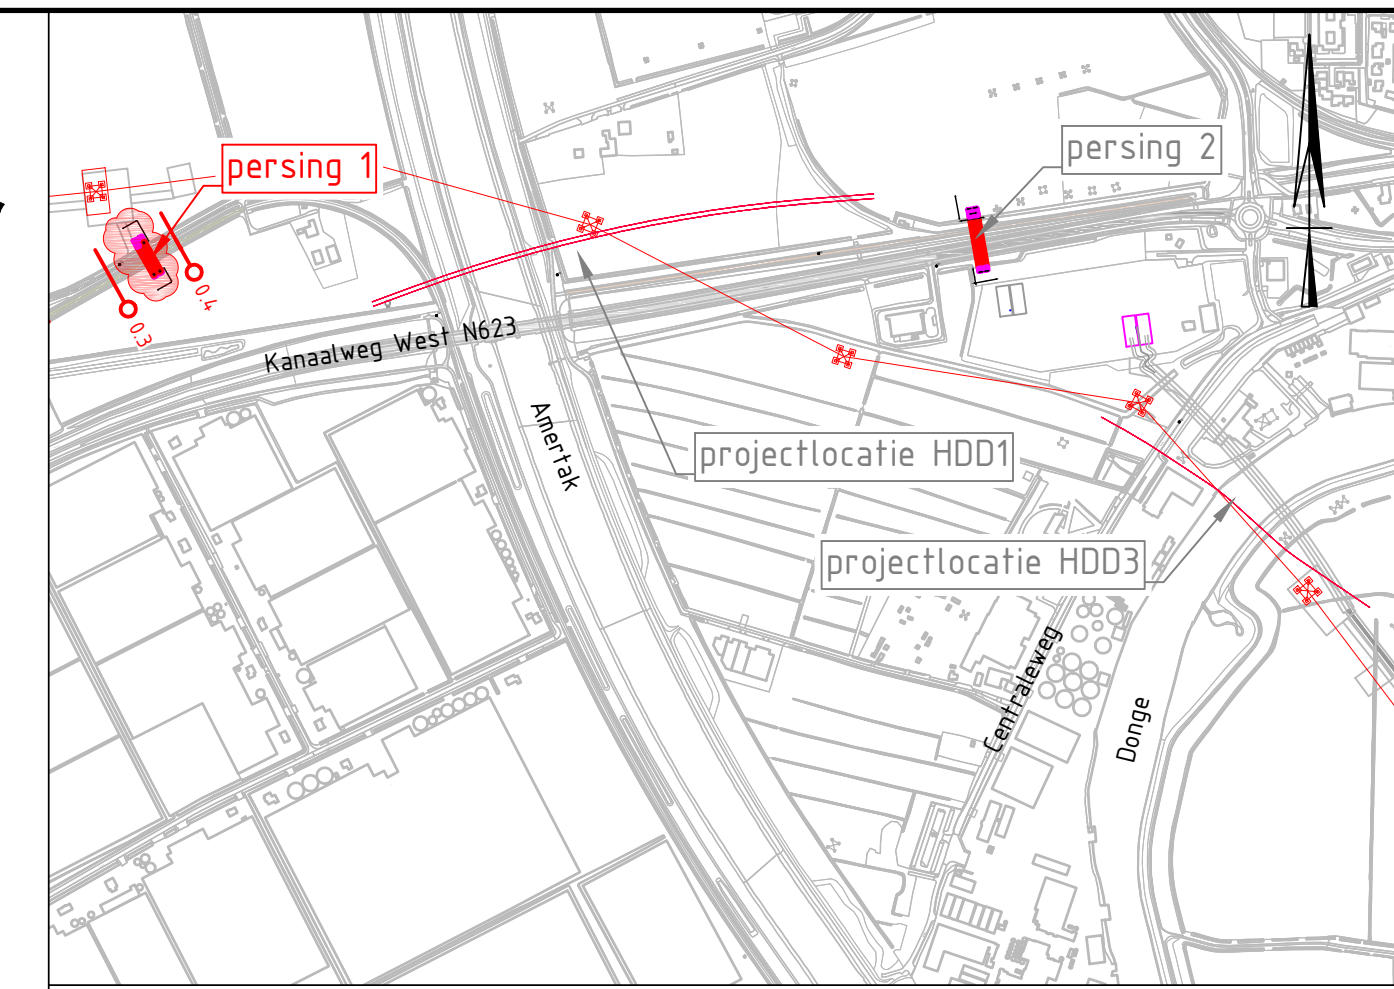 persing 1
persing 2
0.4
0.3
Kanaalweg West N623
Amertak
projectlocatie HDD1
projectlocatie HDD3
Centraleweg
Donge